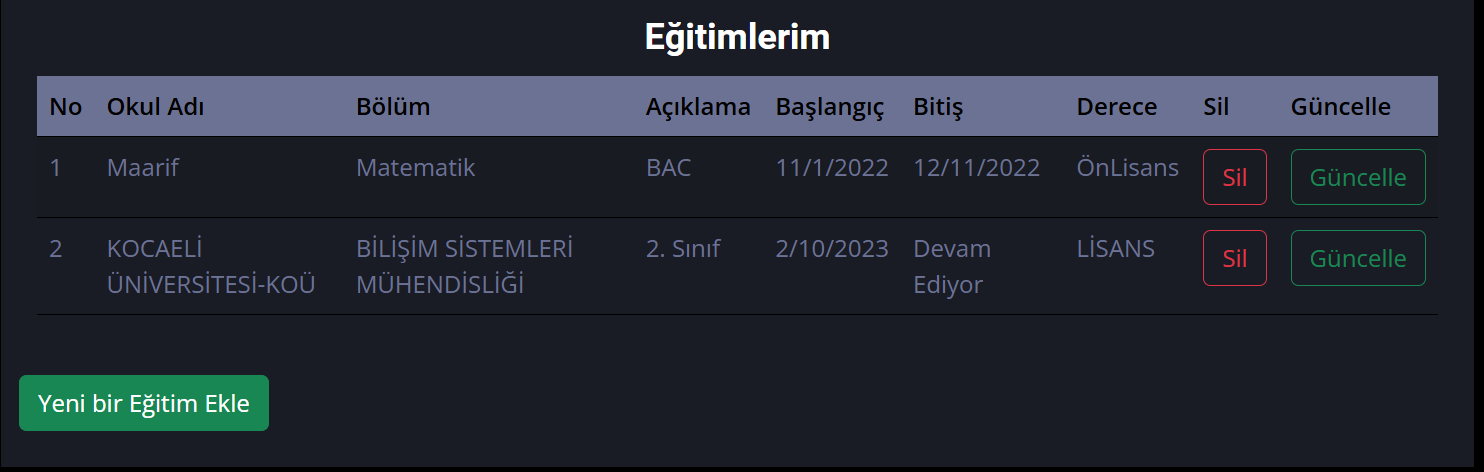 Eğitimlerim
No Okul Adı Bölüm Açıklama Başlangıç Bitiş Derece Sil Güncelle
1 Maarif Matematik BAC 11/1/2022 12/11/2022 ÖnLisans Sil Güncelle
2 KOCAELİ BİLİŞİM SİSTEMLERİ 2. Sınıf 2/10/2023 Devam LİSANS Sil Güncelle
ÜNİVERSİTESİ-KOÜ MÜHENDİSLİĞİ Ediyor
Yeni bir Eğitim Ekle